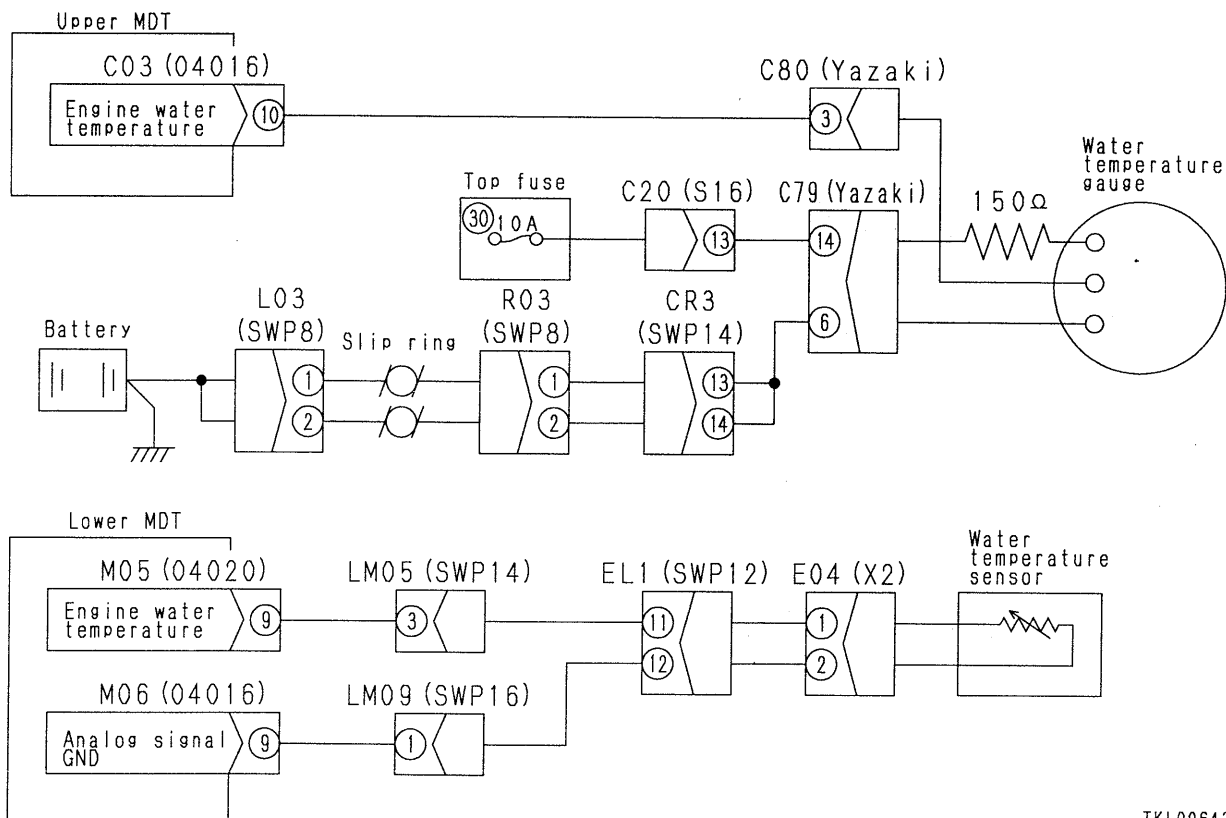 Upper MDT
C03 (04016)
Engine water
temperature
10
C80 (Yazaki)
3
Water
temperature
gauge
Top fuse
30
10A
C20 (S16)
13
C79 (Yazaki)
14
6
150Ω
Battery
L03
(SWP8)
1
2
Slip ring
R03
(SWP8)
1
2
CR3
(SWP14)
13
14
Lower MDT
M05 (04020)
Engine water
temperature
9
LM05 (SWP14)
3
EL1 (SWP12)
11
12
E04 (X2)
1
2
Water
temperature
sensor
M06 (04016)
Analog signal
GND
9
LM09 (SWP16)
1